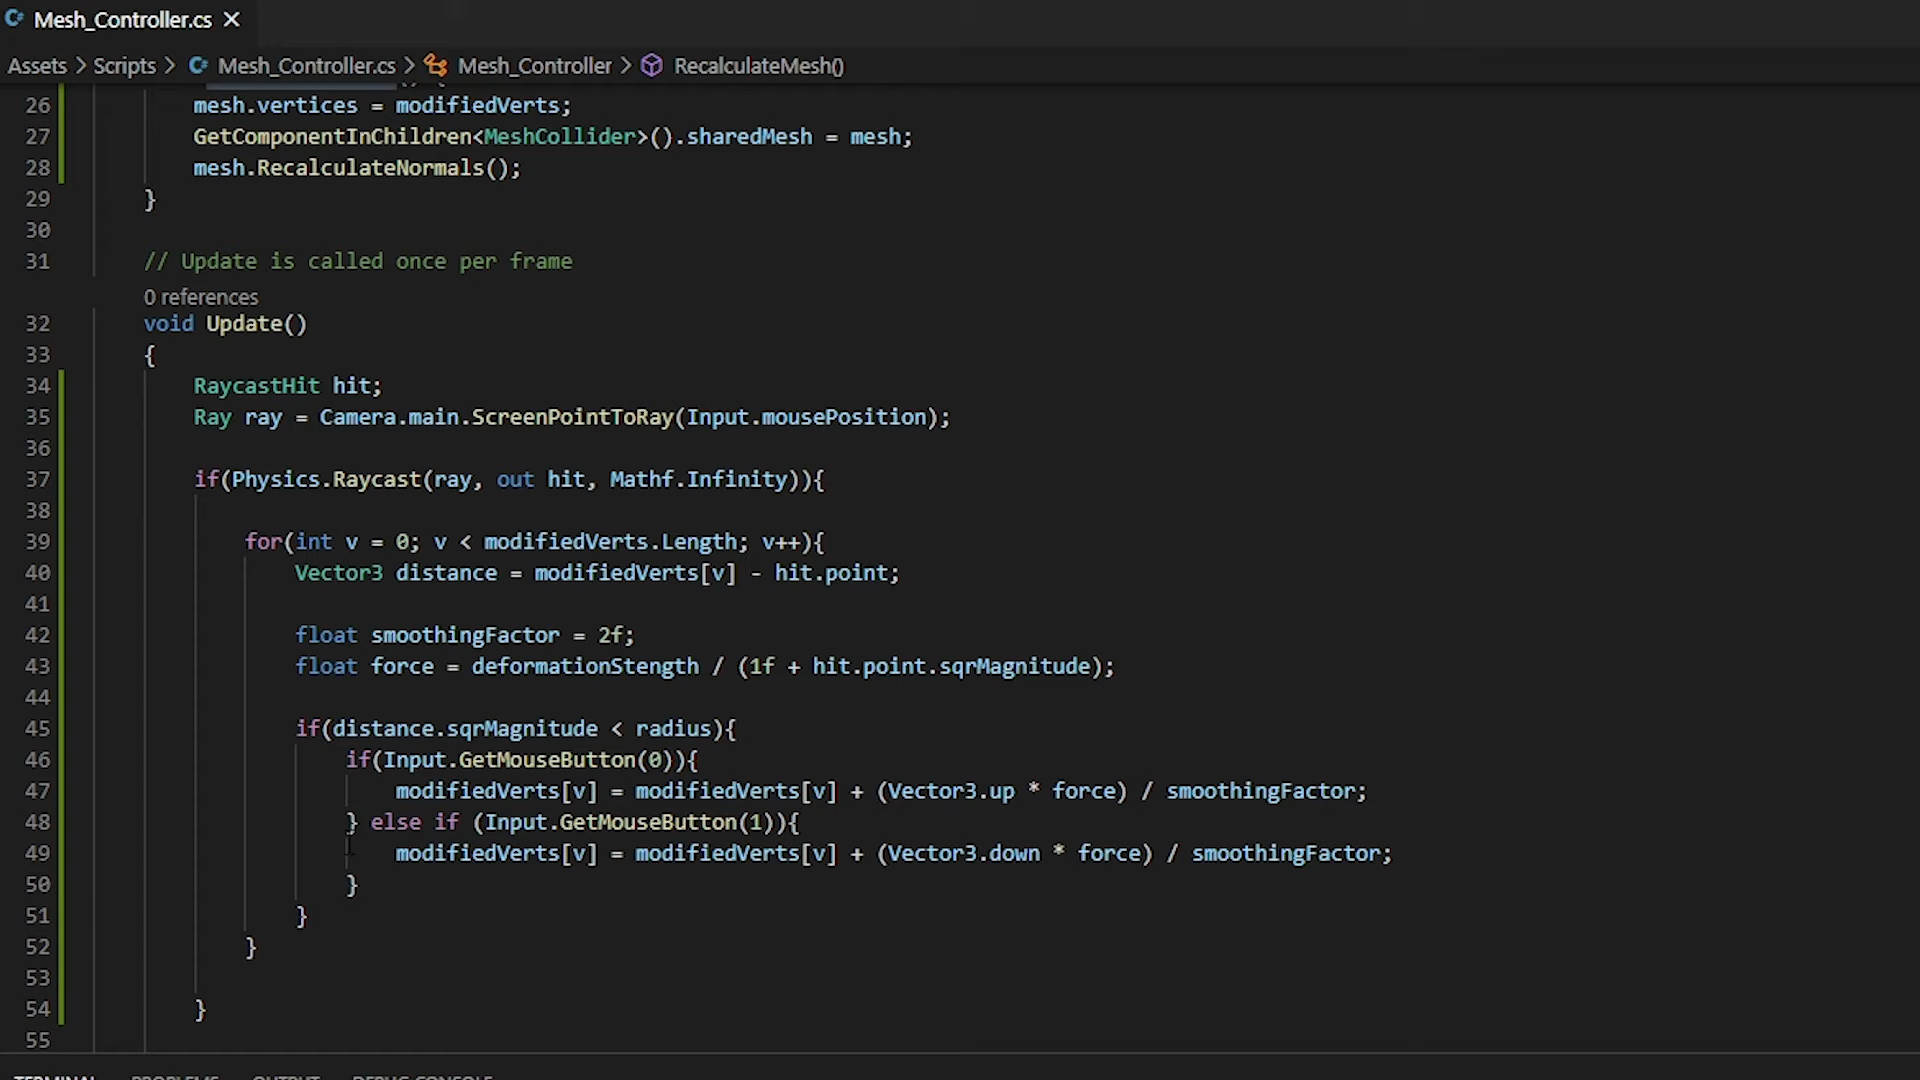 Mesh_Controller.cs
Assets > Scripts > Mesh_Controller.cs > Mesh_Controller > RecalculateMesh()
26 mesh.vertices = modifiedVerts;
27 GetComponentInChildren<MeshCollider>().sharedMesh = mesh;
28 mesh.RecalculateNormals();
29 }
30
31 // Update is called once per frame
0 references
32 void Update()
33 {
34 RaycastHit hit;
35 Ray ray = Camera.main.ScreenPointToRay(Input.mousePosition);
36
37 if(Physics.Raycast(ray, out hit, Mathf.Infinity)){
38
39 for(int v = 0; v < modifiedVerts.Length; v++){
40 Vector3 distance = modifiedVerts[v] - hit.point;
41
42 float smoothingFactor = 2f;
43 float force = deformationStength / (1f + hit.point.sqrMagnitude);
44
45 if(distance.sqrMagnitude < radius){
46 if(Input.GetMouseButton(0)){
47 modifiedVerts[v] = modifiedVerts[v] + (Vector3.up * force) / smoothingFactor;
48 } else if (Input.GetMouseButton(1)){
49 modifiedVerts[v] = modifiedVerts[v] + (Vector3.down * force) / smoothingFactor;
50 }
51 }
52 }
53
54 }
55
TERMINAL PROBLEMS OUTPUT DEBUG CONSOLE